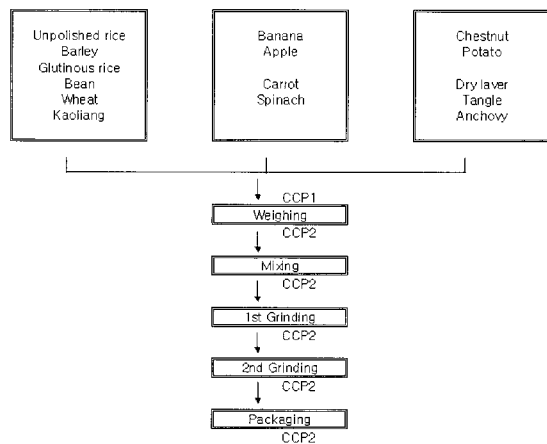 Unpolished rice
Barley
Glutinous rice
Bean
Wheat
Kaoliang
Banana
Apple
Carrot
Spinach
Chestnut
Potato
Dry laver
Tangle
Anchovy
CCP1
Weighing
CCP2
Mixing
CCP2
1st Grinding
CCP2
2nd Grinding
CCP2
Packaging
CCP2